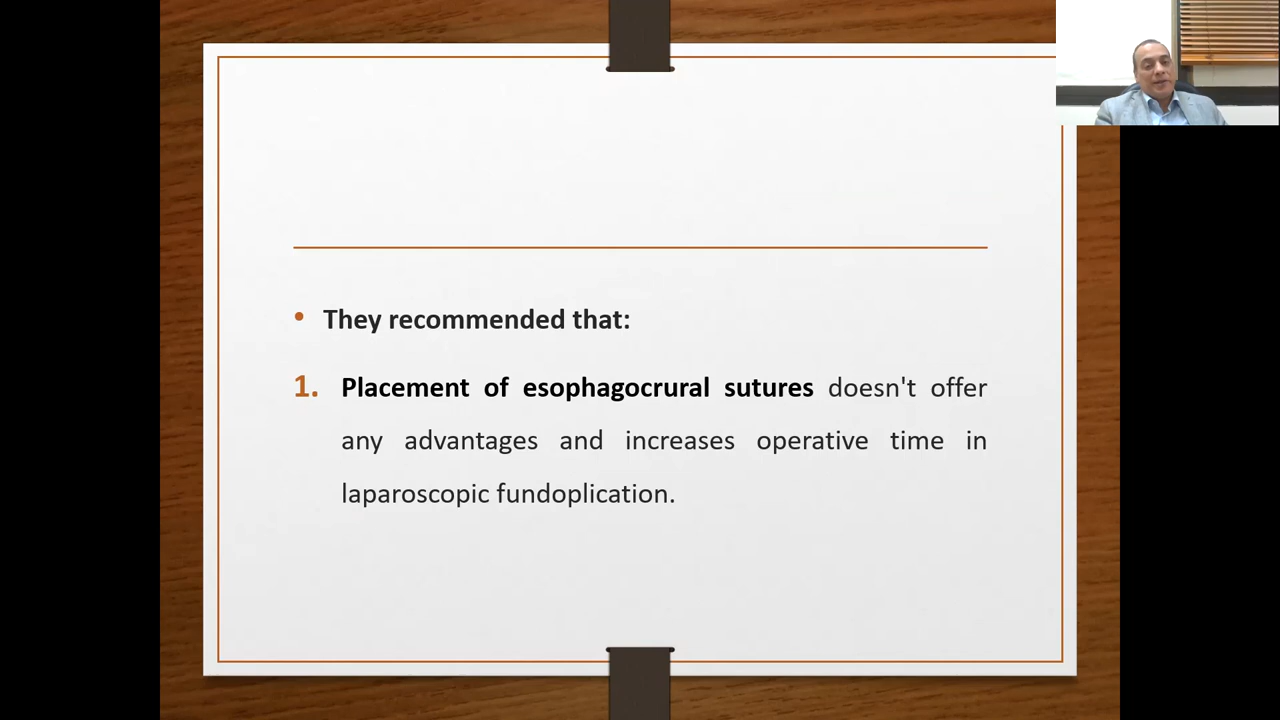 • They recommended that:
1. Placement of esophagocrural sutures doesn't offer
any advantages and increases operative time in
laparoscopic fundoplication.